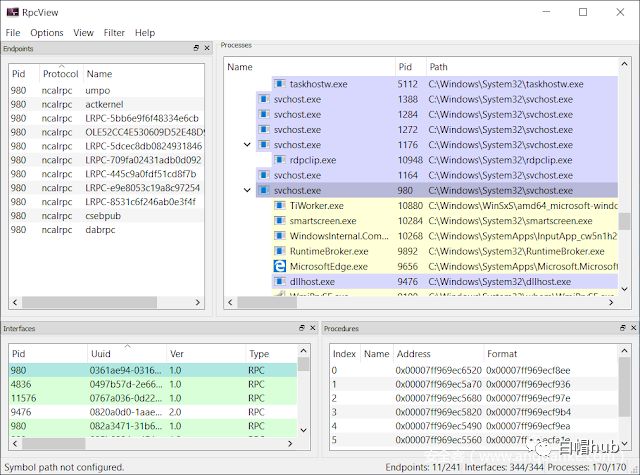 RpcView
File Options View Filter Help
Endpoints
Pid Protocol Name
980 ncalrpc umpo
980 ncalrpc actkernel
980 ncalrpc LRPC-5bb6e9f6f48334e6cb
980 ncalrpc OLE52CC4E530609D52E48D9
980 ncalrpc LRPC-5dcec8db0824931846
980 ncalrpc LRPC-709fa02431adb0d092
980 ncalrpc LRPC-445c9a0fdf51cd8f7b
980 ncalrpc LRPC-e9e8053c19a8c97254
980 ncalrpc LRPC-8531c6f246ab0e3f4f
980 ncalrpc csebpub
980 ncalrpc dabrpc
Processes
Name Pid Path
taskhostw.exe 5112 C:\Windows\System32\taskhostw.exe
svchost.exe 1388 C:\Windows\System32\svchost.exe
svchost.exe 1284 C:\Windows\System32\svchost.exe
svchost.exe 1272 C:\Windows\System32\svchost.exe
svchost.exe 1176 C:\Windows\System32\svchost.exe
rdpclip.exe 10948 C:\Windows\System32\rdpclip.exe
svchost.exe 1164 C:\Windows\System32\svchost.exe
svchost.exe 980 C:\Windows\System32\svchost.exe
TiWorker.exe 10880 C:\Windows\WinSxS\amd64_microsoft-windo
smartscreen.exe 10284 C:\Windows\System32\smartscreen.exe
WindowsInternal.Com... 10268 C:\Windows\SystemApps\InputApp_cw5n1h2
RuntimeBroker.exe 9892 C:\Windows\System32\RuntimeBroker.exe
MicrosoftEdge.exe 9656 C:\Windows\SystemApps\Microsoft.Microsoft
dllhost.exe 9476 C:\Windows\System32\dllhost.exe
Interfaces
Pid Uuid Ver Type
980 0361ae94-0316... 1.0 RPC
4836 0497b57d-2e66... 1.0 RPC
11576 0767a036-0d22... 1.0 RPC
9476 0820a0d0-1aae... 2.0 RPC
980 082a3471-31b6... 1.0 RPC
Procedures
Index Name Address Format
0 0x00007ff969ec6520 0x00007ff969ecf8ee
1 0x00007ff969ec5a70 0x00007ff969ecf936
2 0x00007ff969ec5680 0x00007ff969ecf97e
3 0x00007ff969ec5820 0x00007ff969ecf9b4
4 0x00007ff969ec65a0
5 0x00007ff969ec5560
白帽hub
Symbol path not configured.
Endpoints: 11/241 Interfaces: 344/344 Processes: 170/170